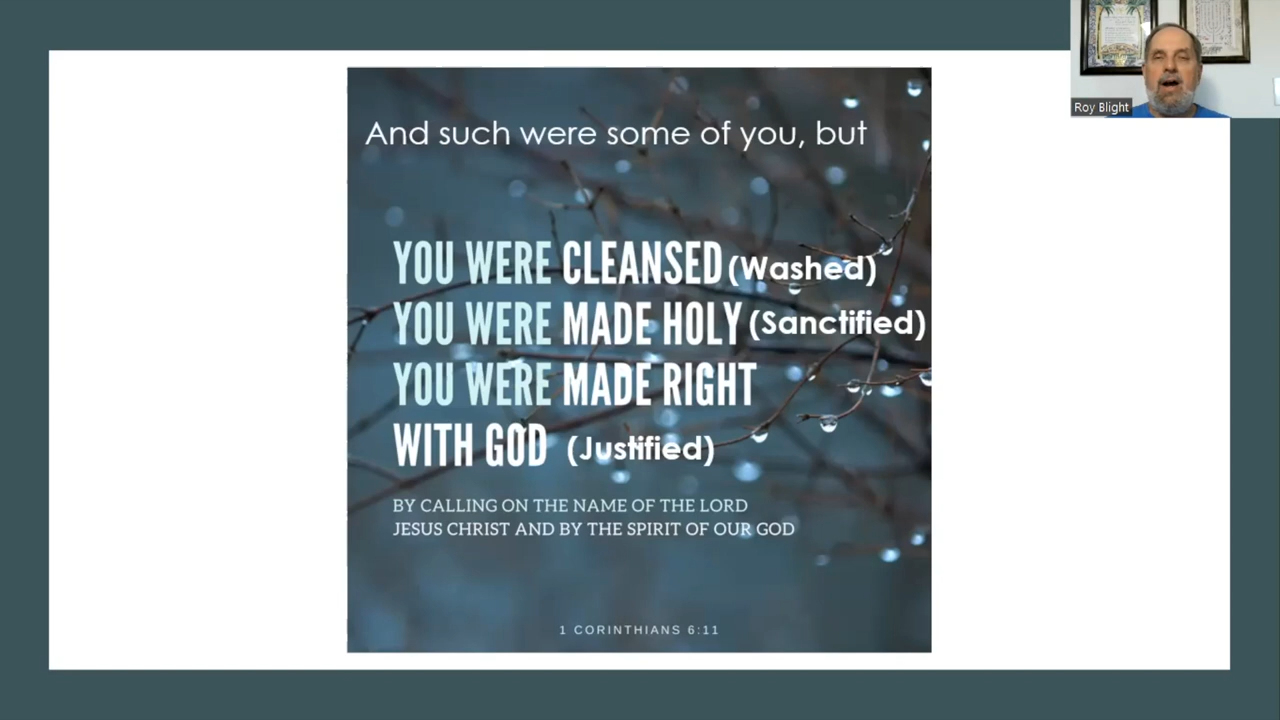 And such were some of you, but
YOU WERE CLEANSED (Washed)
YOU WERE MADE HOLY (Sanctified)
YOU WERE MADE RIGHT
WITH GOD (Justified)
BY CALLING ON THE NAME OF THE LORD
JESUS CHRIST AND BY THE SPIRIT OF OUR GOD
1 CORINTHIANS 6:11
Roy Blight